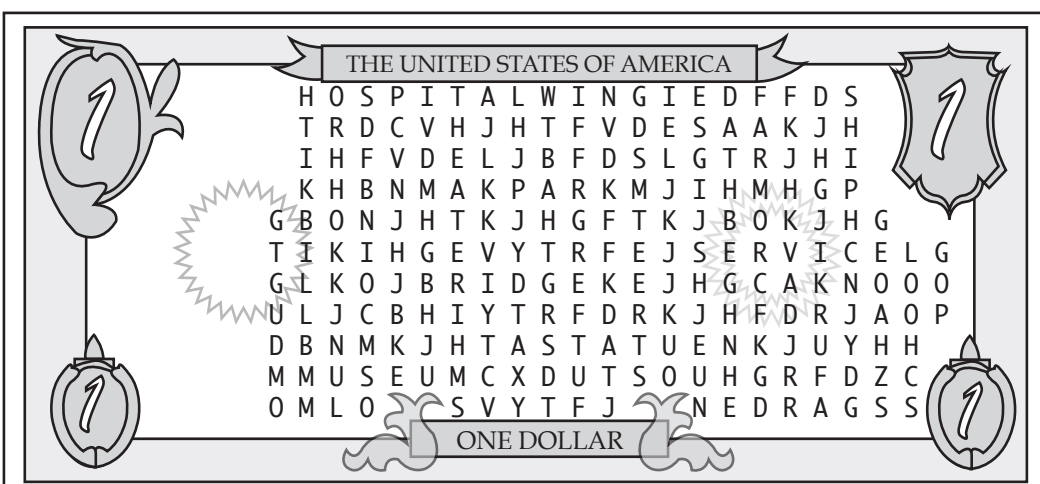 THE UNITED STATES OF AMERICA
1 1
H O S P I T A L W I N G I E D F F D S
T R D C V H J H T F V D E S A A K J H
I H F V D E L J B F D S L G T R J H I
K H B N M A K P A R K M J I H M H G P
G B O N J H T K J H G F T K J B O K J H G
T I K I H G E V Y T R F E J S E R V I C E L G
G L K O J B R I D G E K E J H G C A K N O O O
U L J C B H I Y T R F D R K J H F D R J A O P
D B N M K J H T A S T A T U E N K J U Y H H
M M U S E U M C X D U T S O U H G R F D Z C
O M L O S V Y T F J N E D R A G S S
1 1
ONE DOLLAR